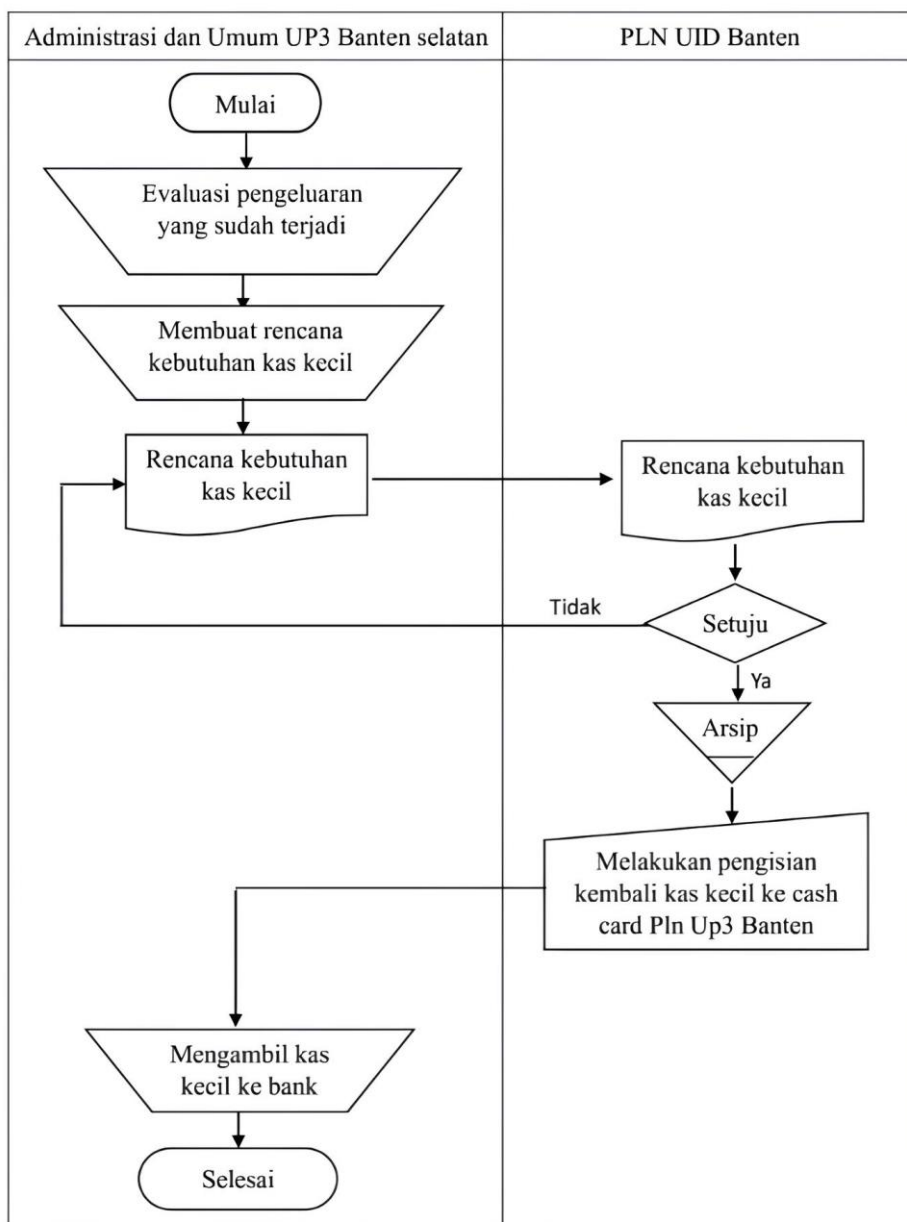 Administrasi dan Umum UP3 Banten selatan
PLN UID Banten
Mulai
Evaluasi pengeluaran
yang sudah terjadi
Membuat rencana
kebutuhan kas kecil
Rencana kebutuhan
kas kecil
Rencana kebutuhan
kas kecil
Tidak
Setuju
Ya
Arsip
Melakukan pengisian
kembali kas kecil ke cash
card Pln Up3 Banten
Mengambil kas
kecil ke bank
Selesai